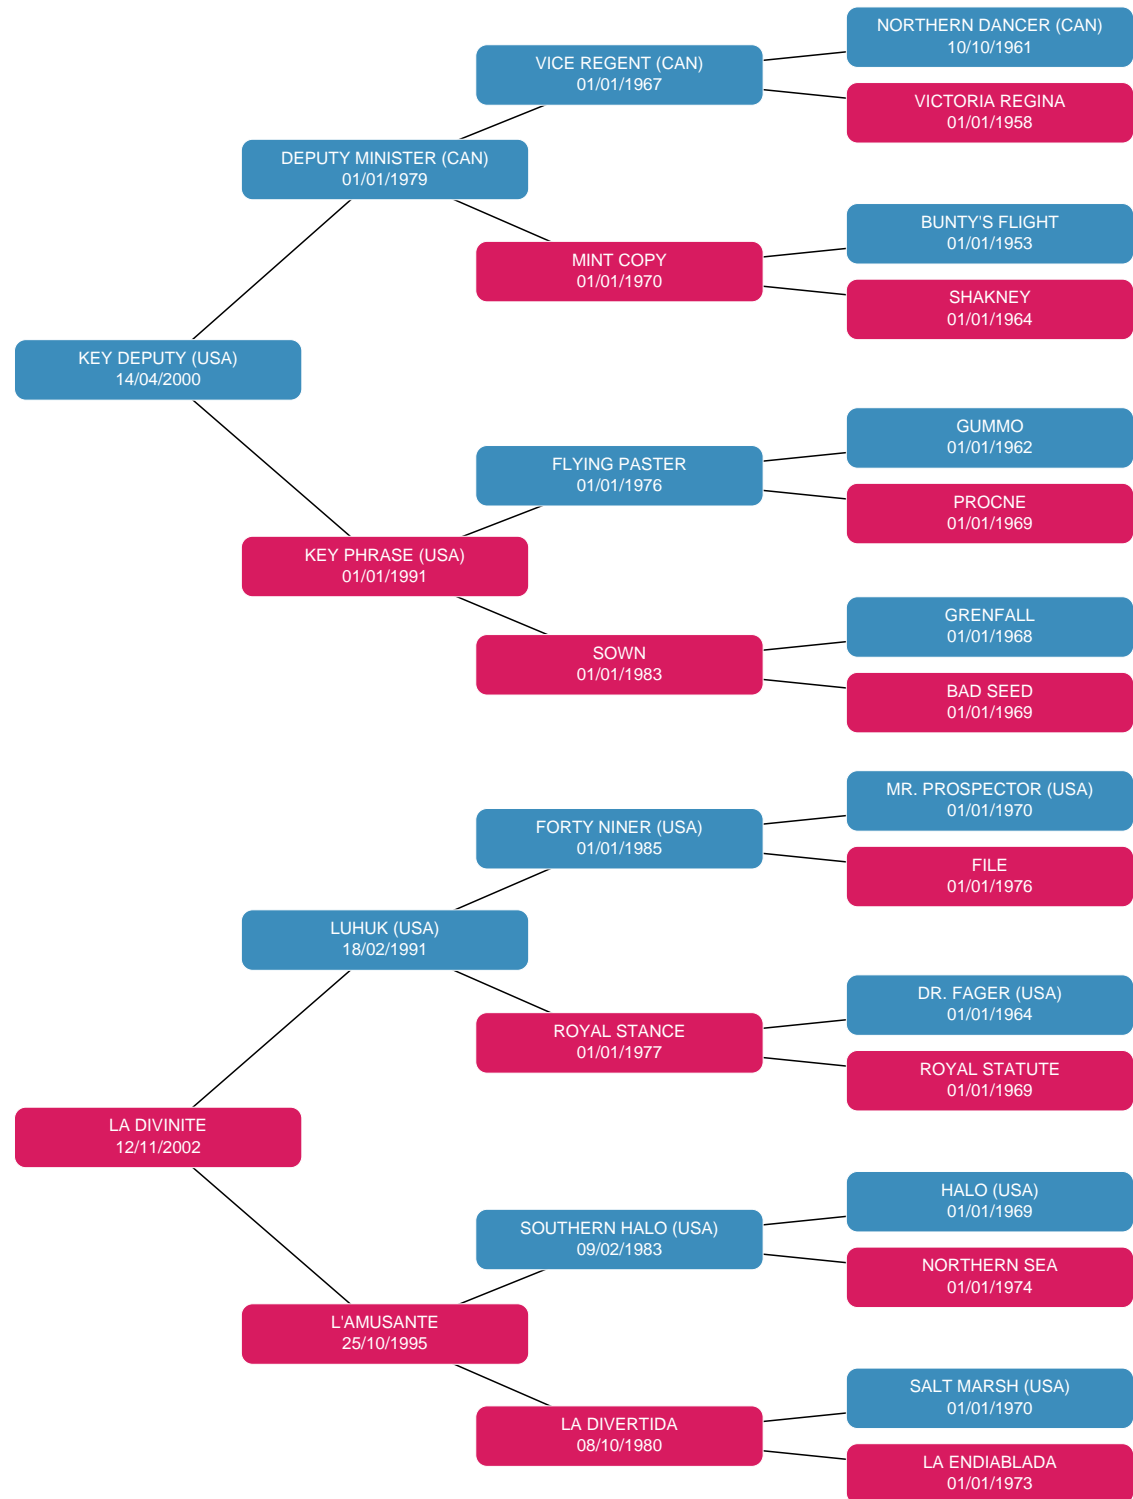 NORTHERN DANCER (CAN)
10/10/1961
VICE REGENT (CAN)
01/01/1967
VICTORIA REGINA
01/01/1958
DEPUTY MINISTER (CAN)
01/01/1979
BUNTY'S FLIGHT
01/01/1953
MINT COPY
01/01/1970
SHAKNEY
01/01/1964
KEY DEPUTY (USA)
14/04/2000
GUMMO
01/01/1962
FLYING PASTER
01/01/1976
PROCNE
01/01/1969
KEY PHRASE (USA)
01/01/1991
GRENFALL
01/01/1968
SOWN
01/01/1983
BAD SEED
01/01/1969
MR. PROSPECTOR (USA)
01/01/1970
FORTY NINER (USA)
01/01/1985
FILE
01/01/1976
LUHUK (USA)
18/02/1991
DR. FAGER (USA)
01/01/1964
ROYAL STANCE
01/01/1977
ROYAL STATUTE
01/01/1969
LA DIVINITE
12/11/2002
HALO (USA)
01/01/1969
SOUTHERN HALO (USA)
09/02/1983
NORTHERN SEA
01/01/1974
L'AMUSANTE
25/10/1995
SALT MARSH (USA)
01/01/1970
LA DIVERTIDA
08/10/1980
LA ENDIABLADA
01/01/1973